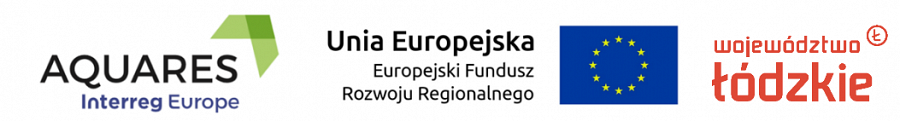 AQUARES
Interreg Europe
Unia Europejska
Europejski Fundusz
Rozwoju Regionalnego
województwo Ł
łódzkie